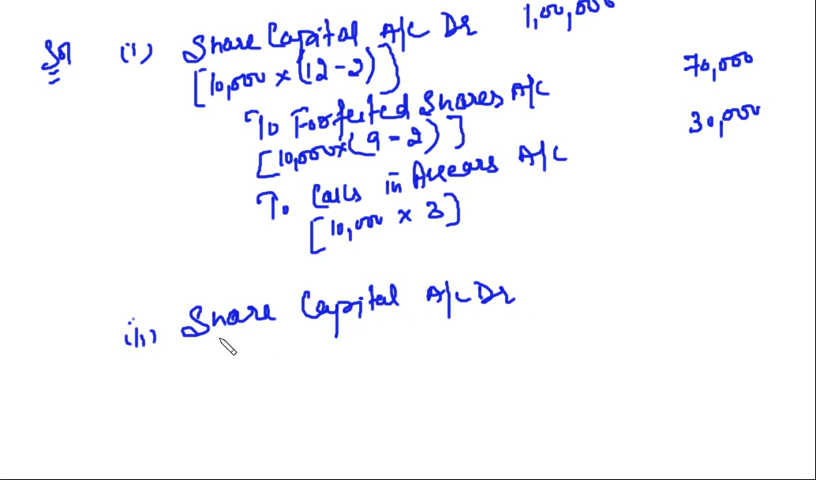 Sol (i) Share Capital A/C Dr 1,00,000
[10,000 × (12-2)]
To Forfeited Shares A/C 70,000
[10,000×(9-2)]
To Calls in Arrears A/C 30,000
[10,000 × 3]
(ii) Share Capital A/C Dr